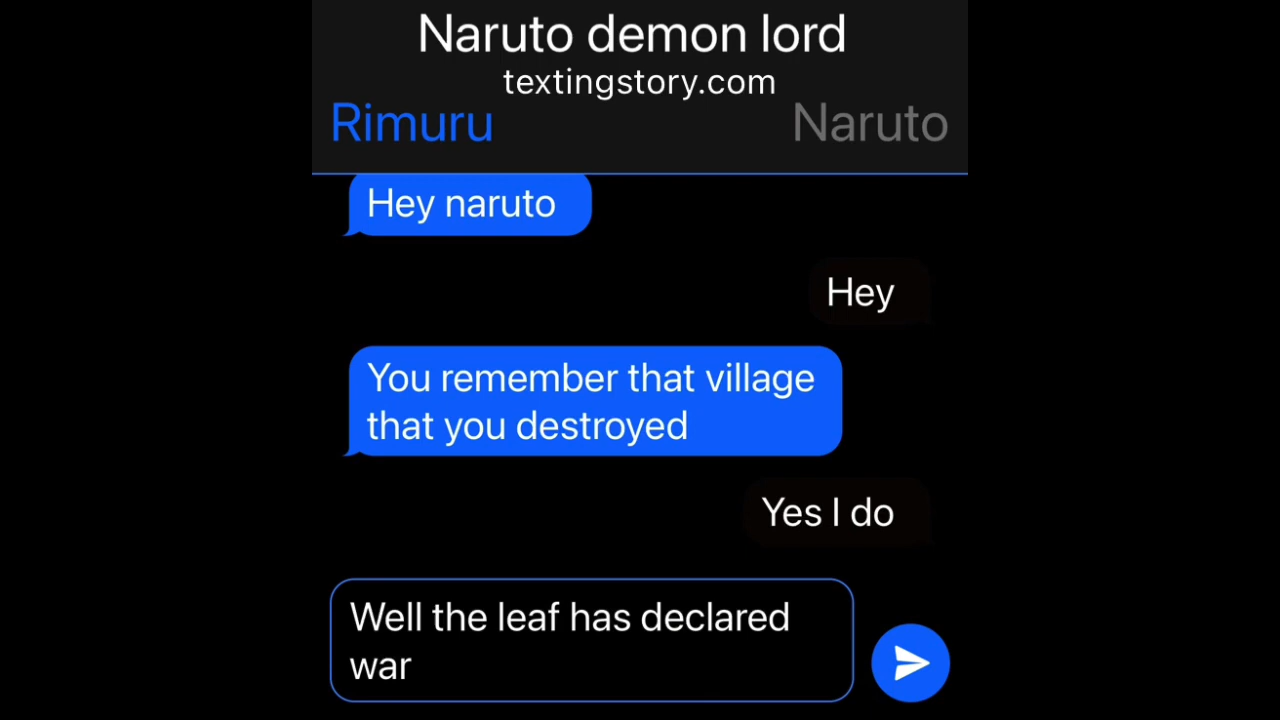 Naruto demon lord
textingstory.com
Rimuru
Naruto
Hey naruto
Hey
You remember that village
that you destroyed
Yes I do
Well the leaf has declared
war